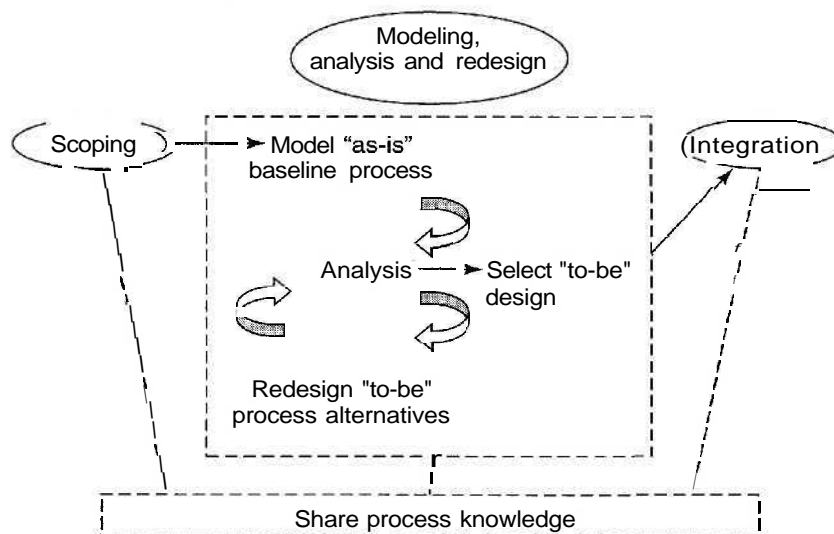 Modeling,
analysis and redesign
Scoping
Model "as-is"
baseline process
(Integration
Analysis
Select "to-be"
design
Redesign "to-be"
process alternatives
Share process knowledge